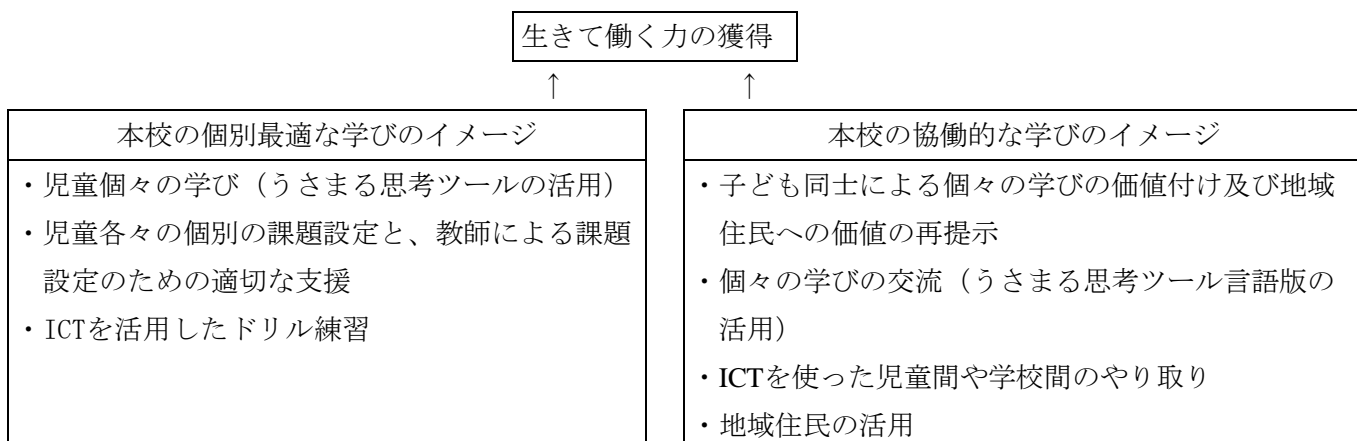 生きて働く力の獲得
↑ ↑
本校の個別最適な学びのイメージ
・児童個々の学び（うさまる思考ツールの活用）
・児童各々の個別の課題設定と、教師による課題
設定のための適切な支援
・ICTを活用したドリル練習
本校の協働的な学びのイメージ
・子ども同士による個々の学びの価値付け及び地域
住民への価値の再提示
・個々の学びの交流（うさまる思考ツール言語版の
活用）
・ICTを使った児童間や学校間のやり取り
・地域住民の活用